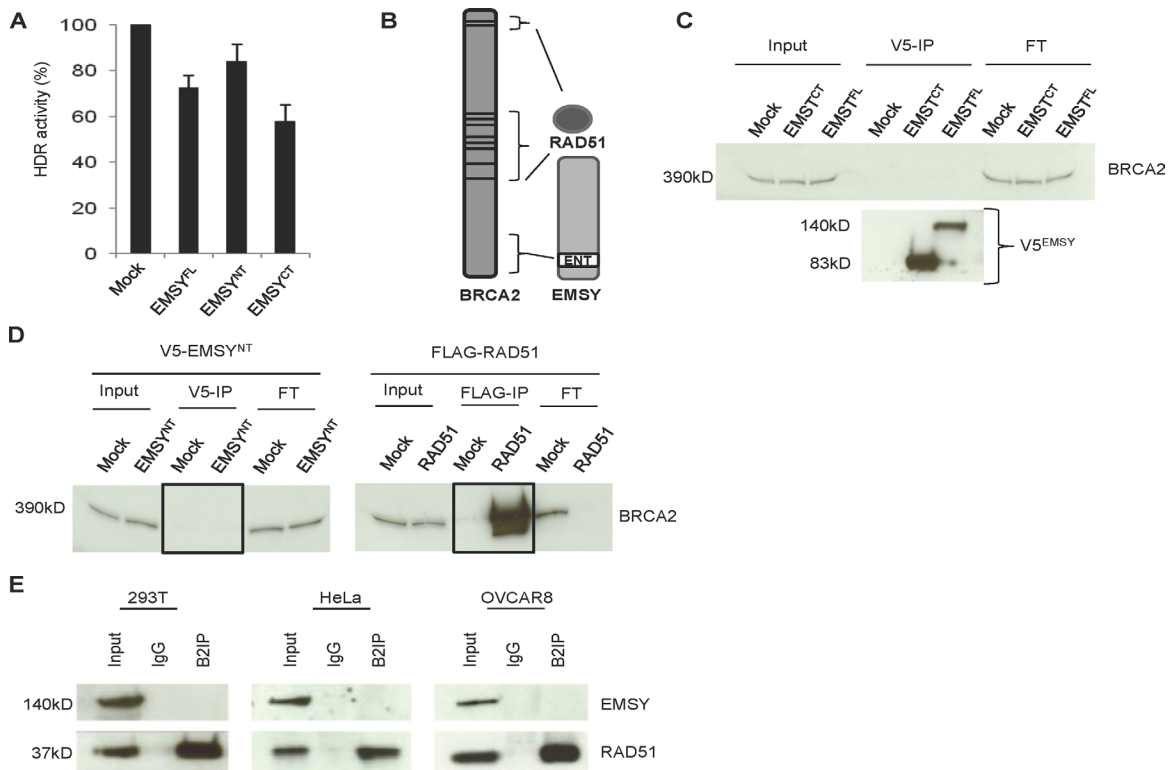 A
HDR activity (%)
100
80
60
40
20
0
Mock
EMSYFL
EMSYNT
EMSYCT
B
RAD51
ENT
BRCA2
EMSY
C
Input
V5-IP
FT
Mock
EMSTCT
EMSTFL
Mock
EMSTCT
EMSTFL
Mock
EMSTCT
EMSTFL
390kD
BRCA2
140kD
83kD
V5EMSY
D
V5-EMSYNT
Input
V5-IP
FT
Mock
EMSYNT
Mock
EMSYNT
Mock
EMSYNT
390kD
FLAG-RAD51
Input
FLAG-IP
FT
Mock
RAD51
Mock
RAD51
Mock
RAD51
BRCA2
E
293T
HeLa
OVCAR8
Input
IgG
B2IP
Input
IgG
B2IP
Input
IgG
B2IP
140kD
EMSY
37kD
RAD51